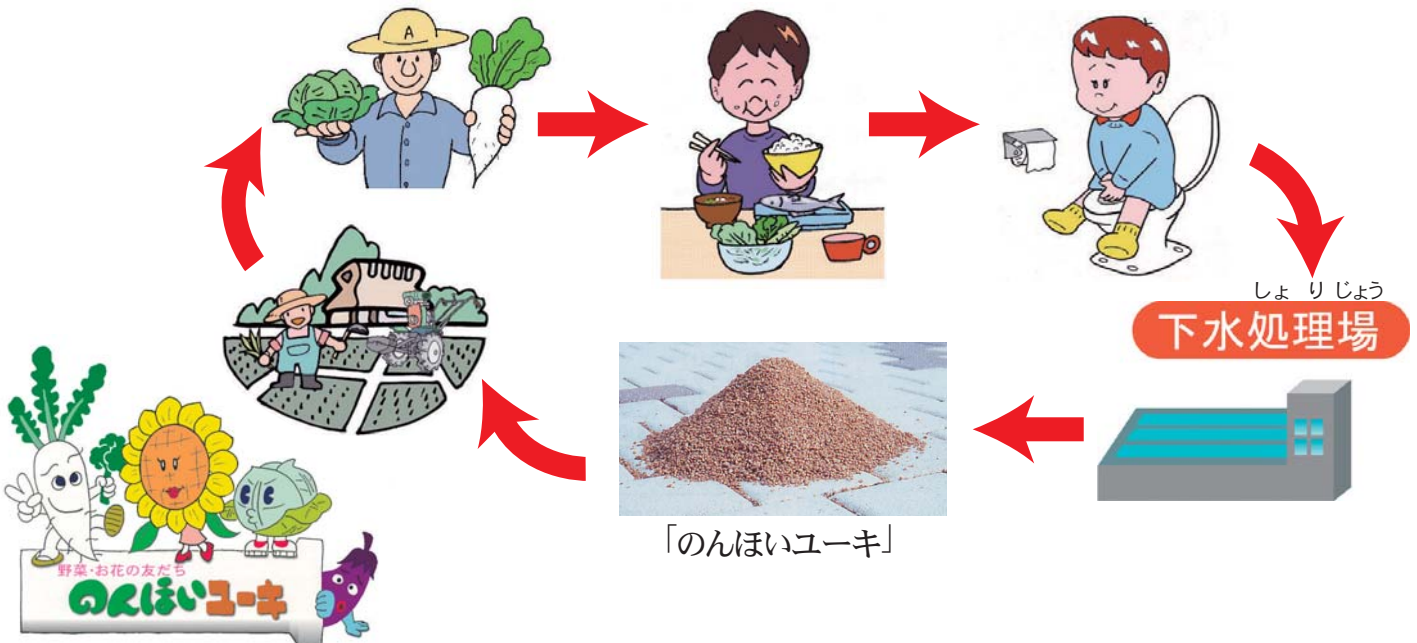 A
しょ り じょう
下水処理場
「のんほいユーキ」
野菜・お花の友だち
のんほいユーキ